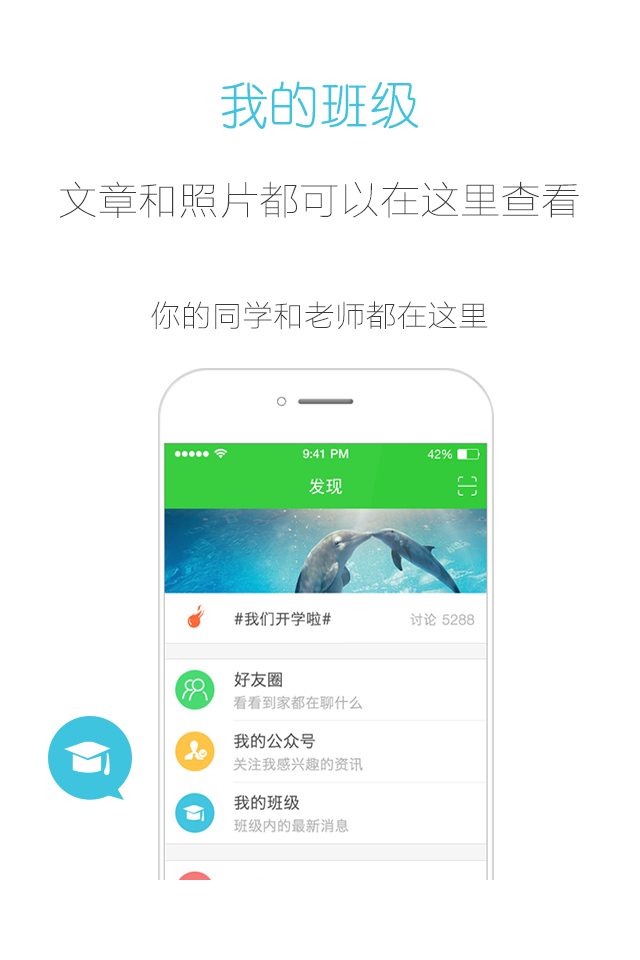 我的班级
文章和照片都可以在这里查看
你的同学和老师都在这里
9:41 PM
42%
发现
#我们开学啦#
讨论 5288
好友圈
看看到家都在聊什么
我的公众号
关注我感兴趣的资讯
我的班级
班级内的最新消息